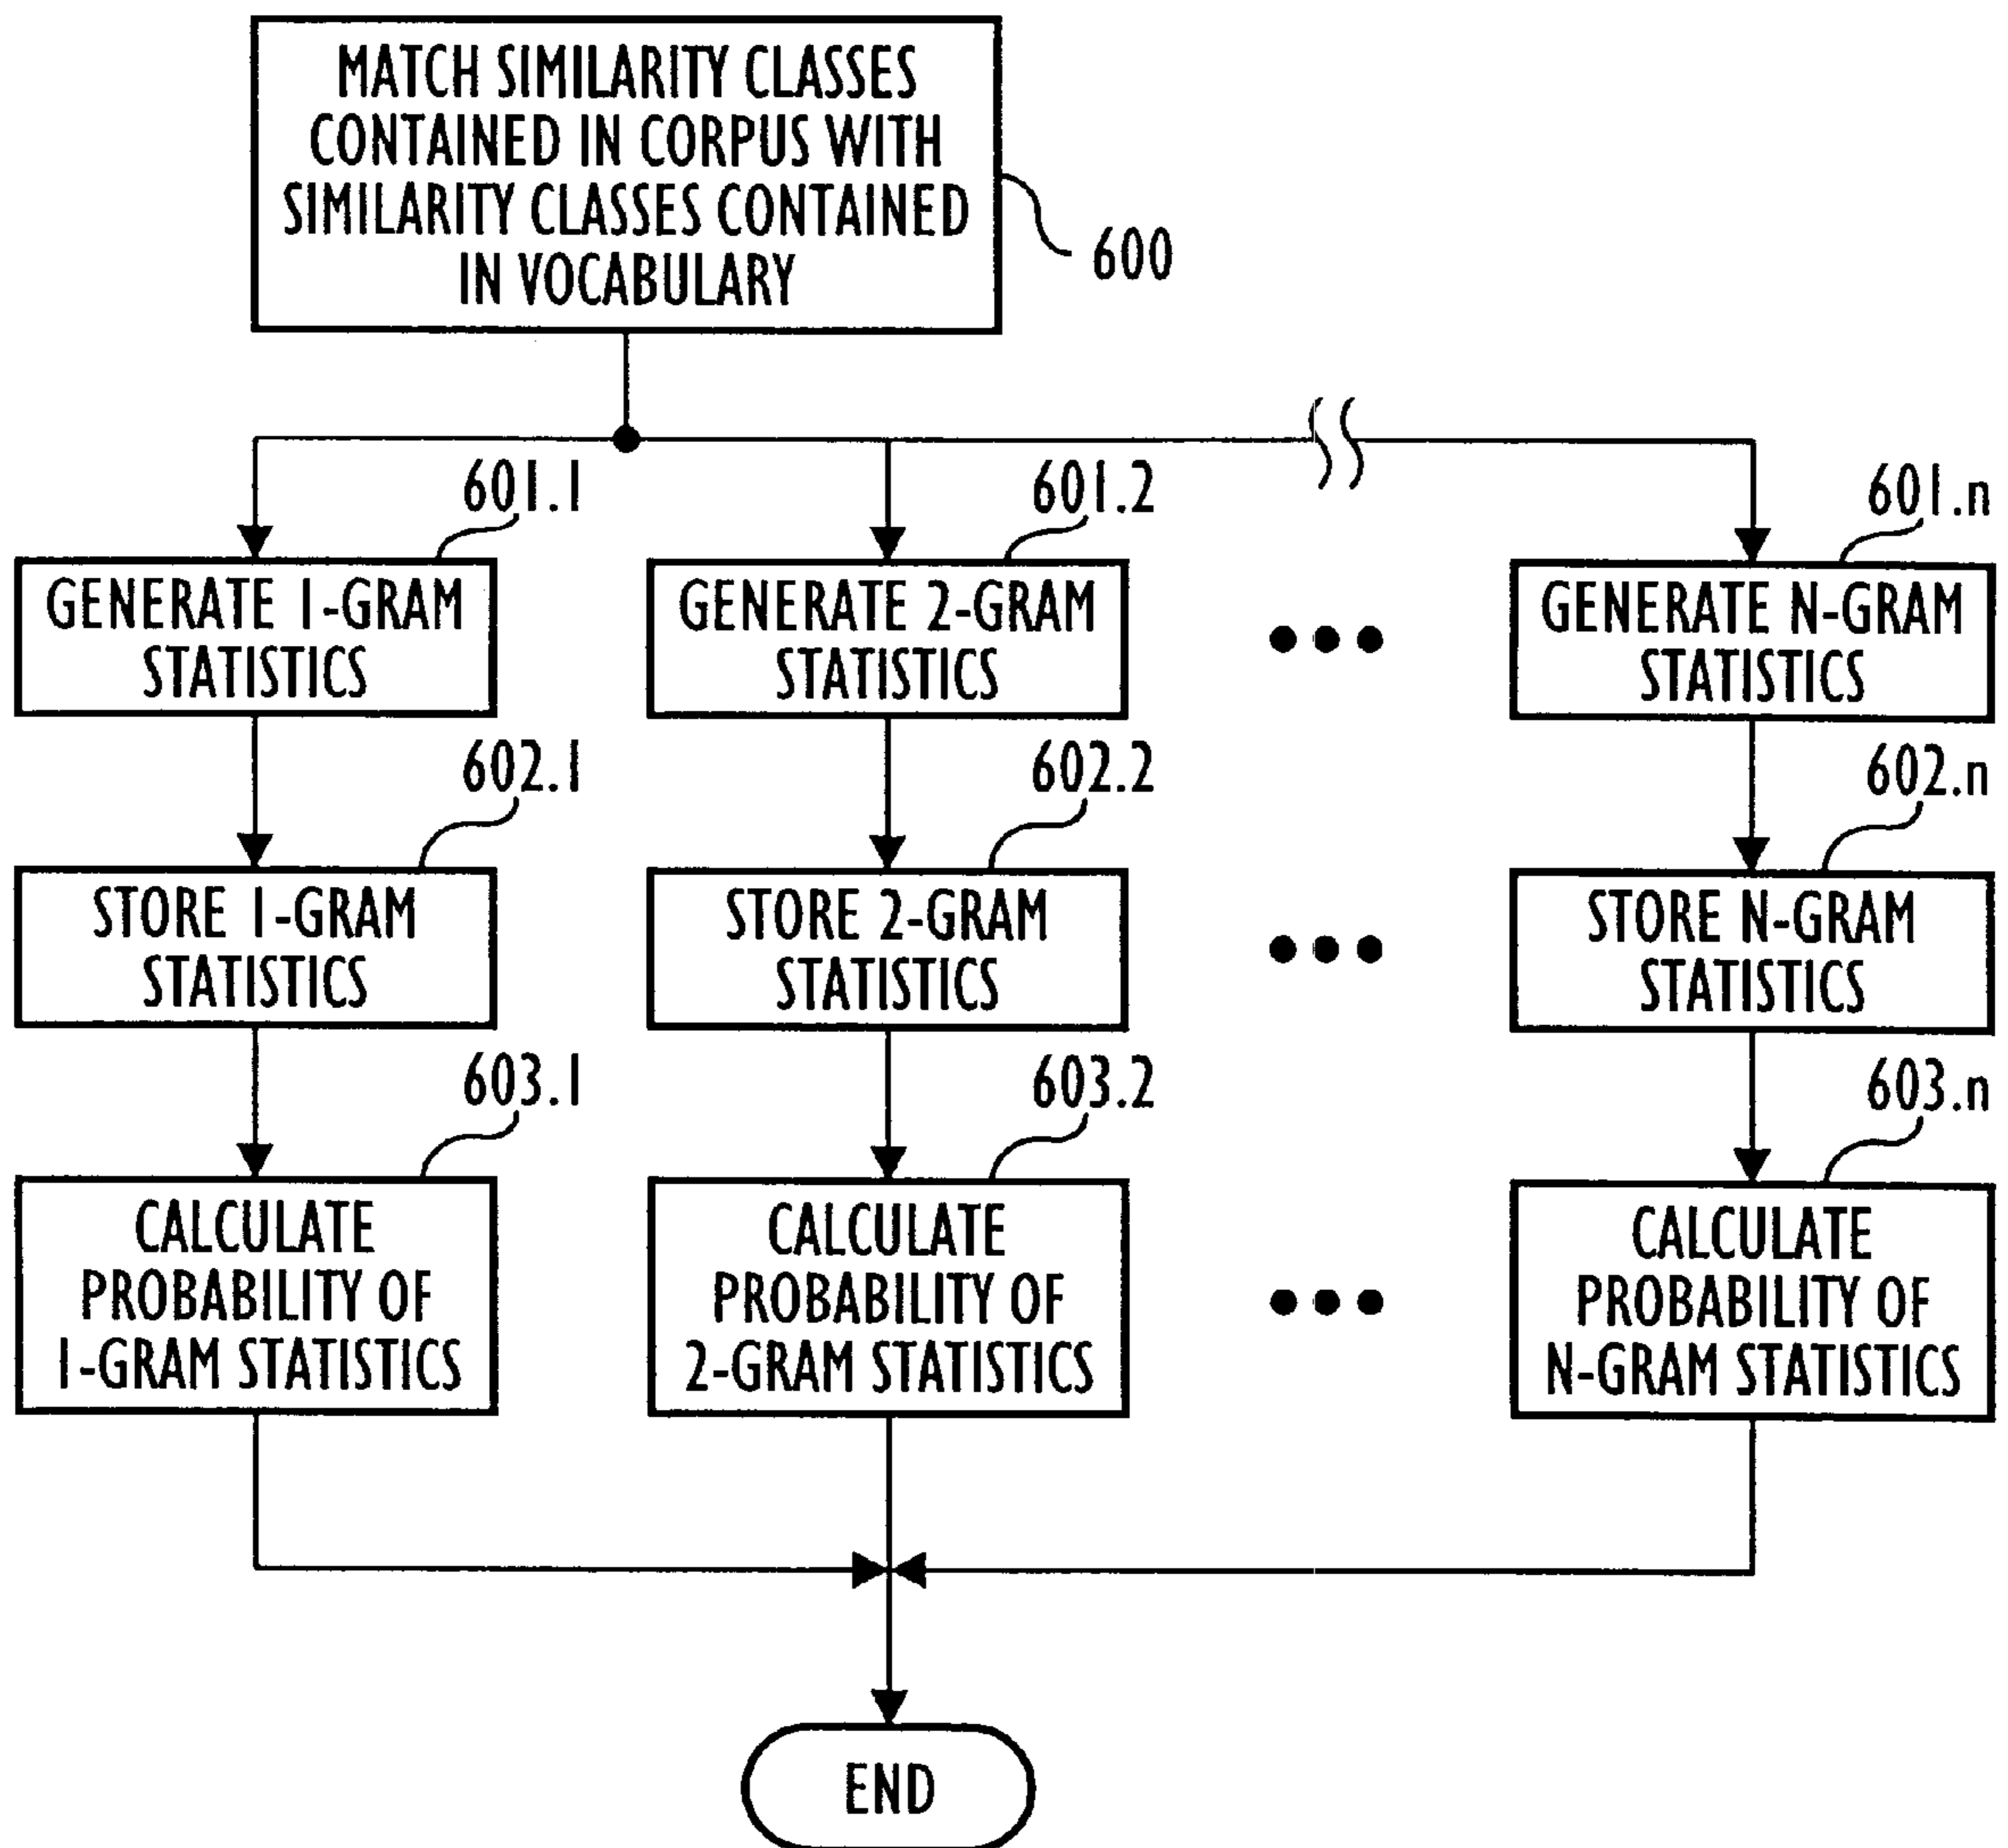 MATCH SIMILARITY CLASSES
CONTAINED IN CORPUS WITH
SIMILARITY CLASSES CONTAINED
IN VOCABULARY
600
601.1
601.2
601.n
GENERATE 1-GRAM
STATISTICS
GENERATE 2-GRAM
STATISTICS
GENERATE N-GRAM
STATISTICS
602.1
602.2
602.n
STORE 1-GRAM
STATISTICS
STORE 2-GRAM
STATISTICS
STORE N-GRAM
STATISTICS
603.1
603.2
603.n
CALCULATE
PROBABILITY OF
1-GRAM STATISTICS
CALCULATE
PROBABILITY OF
2-GRAM STATISTICS
CALCULATE
PROBABILITY OF
N-GRAM STATISTICS
END